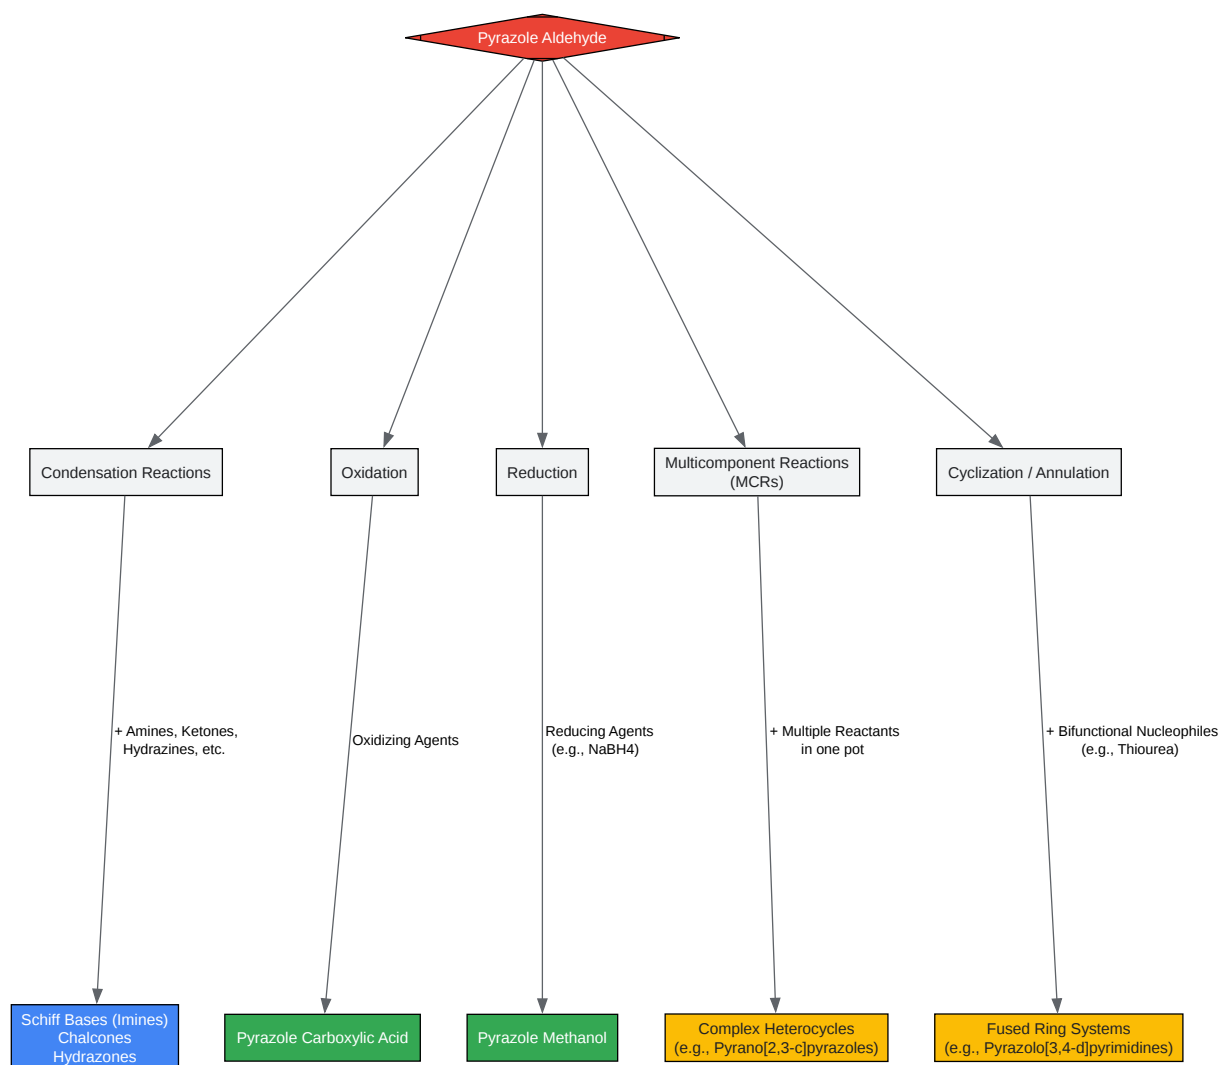 Pyrazole Aldehyde
Condensation Reactions
Oxidation
Reduction
Multicomponent Reactions
(MCRs)
Cyclization / Annulation
+ Amines, Ketones,
Hydrazines, etc.
Oxidizing Agents
Reducing Agents
(e.g., NaBH4)
+ Multiple Reactants
in one pot
+ Bifunctional Nucleophiles
(e.g., Thiourea)
Schiff Bases (Imines)
Chalcones
Hydrazones
Pyrazole Carboxylic Acid
Pyrazole Methanol
Complex Heterocycles
(e.g., Pyrano[2,3-c]pyrazoles)
Fused Ring Systems
(e.g., Pyrazolo[3,4-d]pyrimidines)